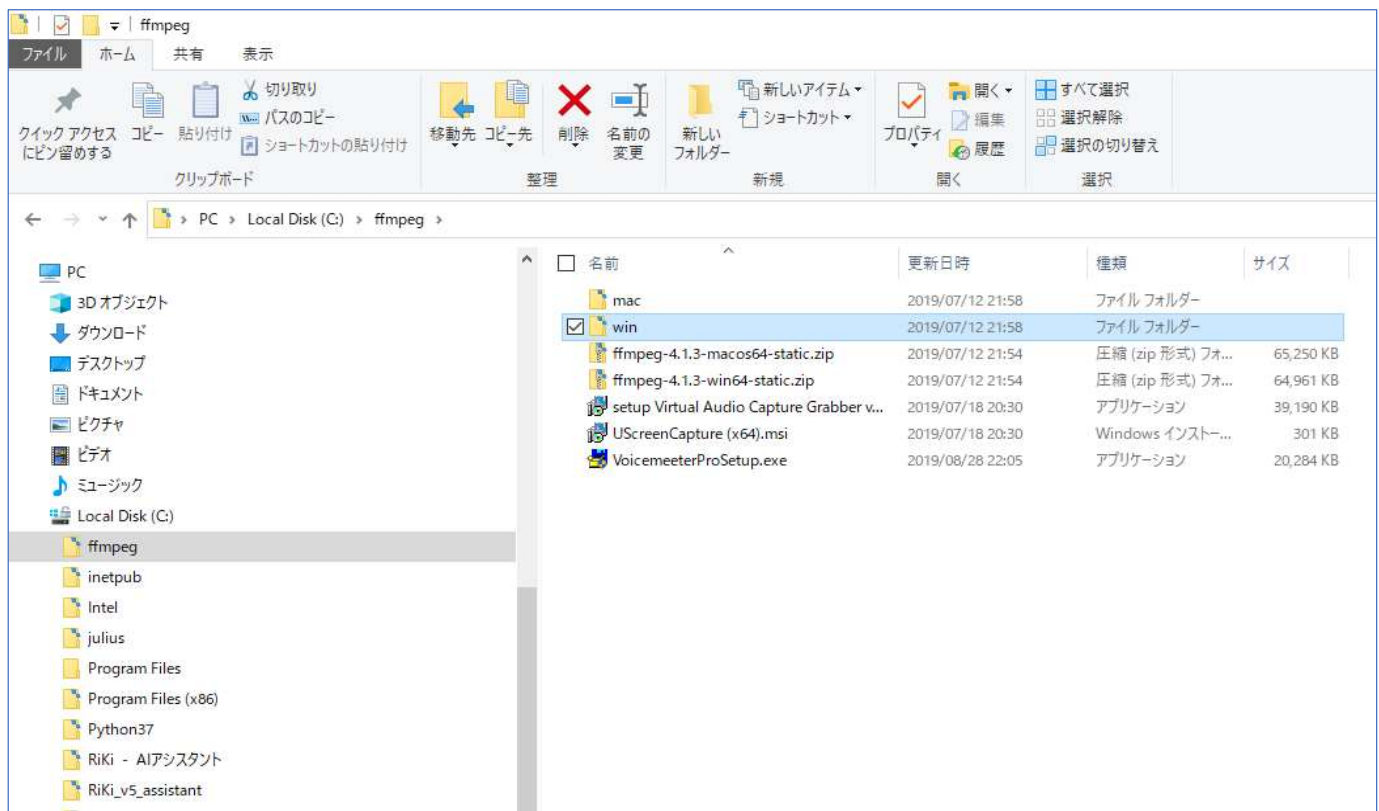 ffmpeg
ファイル ホーム 共有 表示
クイック アクセス
にピン留めする
コピー
貼り付け
切り取り
パスのコピー
ショートカットの貼り付け
クリップボード
移動先
コピー先
削除
名前の
変更
整理
新しい
フォルダー
新しいアイテム
ショートカット
新規
プロパティ
開く
編集
履歴
開く
すべて選択
選択解除
選択の切り替え
選択
PC > Local Disk (C:) > ffmpeg >
PC
3D オブジェクト
ダウンロード
デスクトップ
ドキュメント
ピクチャ
ビデオ
ミュージック
Local Disk (C:)
ffmpeg
inetpub
Intel
julius
Program Files
Program Files (x86)
Python37
RiKi - AIアシスタント
RiKi_v5_assistant
名前 更新日時 種類 サイズ
mac 2019/07/12 21:58 ファイル フォルダー
win 2019/07/12 21:58 ファイル フォルダー
ffmpeg-4.1.3-macos64-static.zip 2019/07/12 21:54 圧縮 (zip 形式) フォ... 65,250 KB
ffmpeg-4.1.3-win64-static.zip 2019/07/12 21:54 圧縮 (zip 形式) フォ... 64,961 KB
setup Virtual Audio Capture Grabber v... 2019/07/18 20:30 アプリケーション 39,190 KB
UScreenCapture (x64).msi 2019/07/18 20:30 Windows インストー... 301 KB
VoicemeeterProSetup.exe 2019/08/28 22:05 アプリケーション 20,284 KB